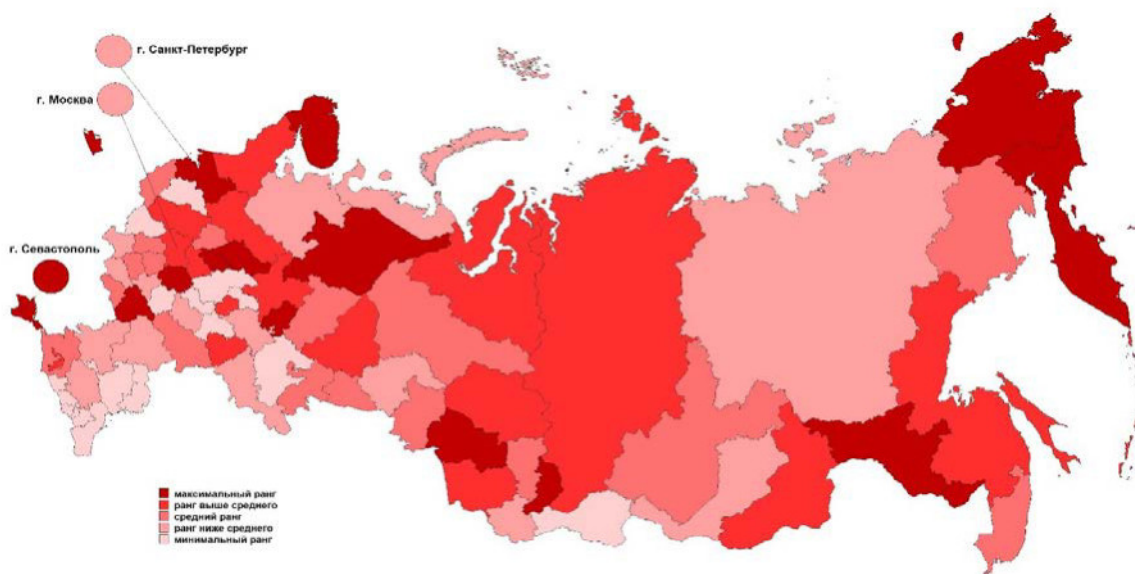 г. Санкт-Петербург
г. Москва
г. Севастополь
максимальный ранг
ранг выше среднего
средний ранг
ранг ниже среднего
минимальный ранг